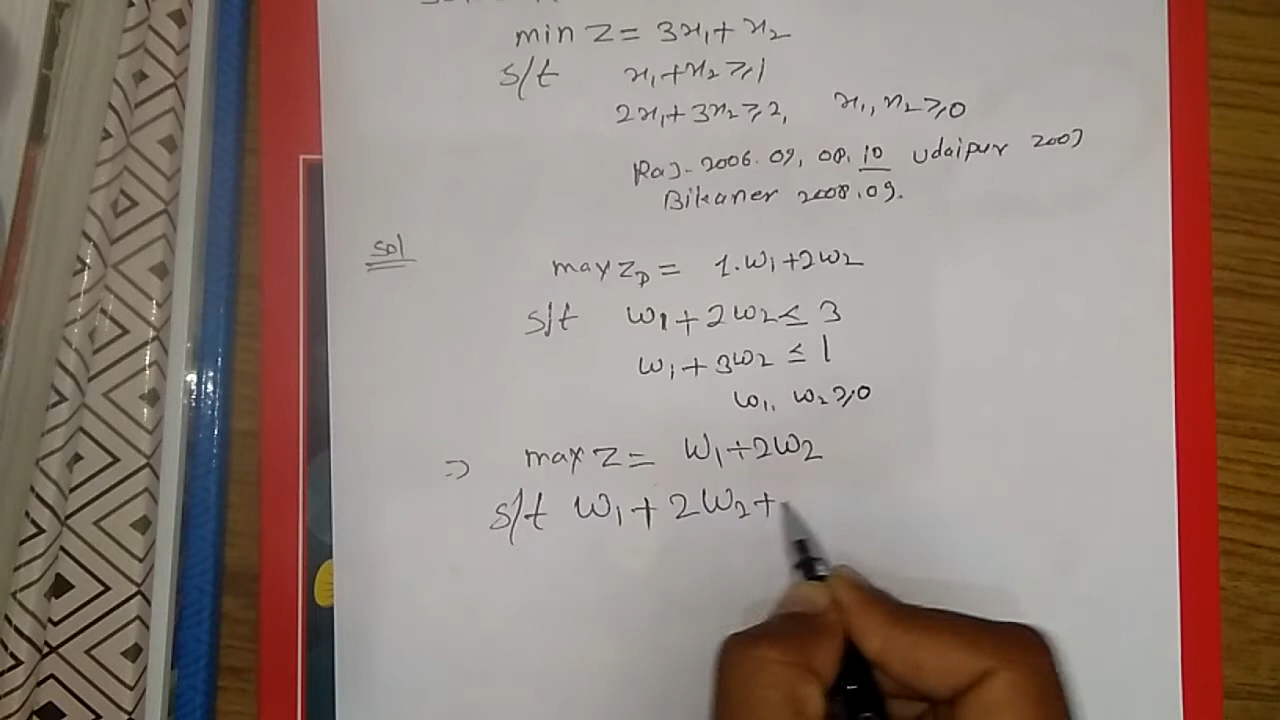 min Z = 3x₁ + x₂
s/t x₁ + x₂ ≥ 1
2x₁ + 3x₂ ≥ 2, x₁, x₂ ≥ 0
Raj. 2006. 09, 08. 10 Udaipur 2007
Bikaner 2008. 09.
Sol
max Z_D = 1.w₁ + 2w₂
s/t w₁ + 2w₂ ≤ 3
w₁ + 3w₂ ≤ 1
w₁, w₂ ≥ 0
⇒ max Z = w₁ + 2w₂
s/t w₁ + 2w₂ +